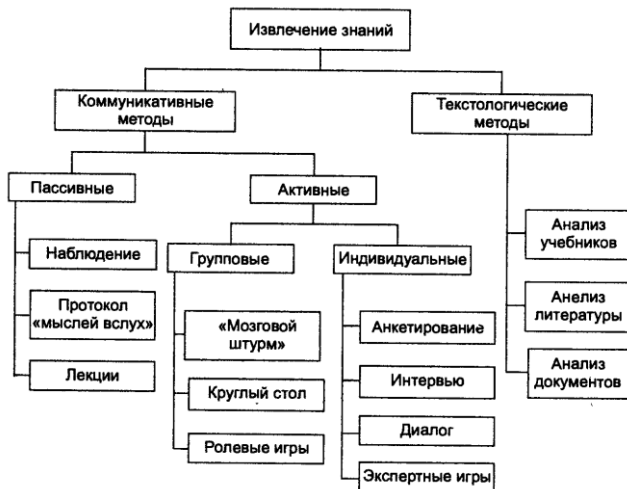 Извлечение знаний
Коммуникативные
методы
Текстологические
методы
Пассивные
Активные
Наблюдение
Протокол
«мыслей вслух»
Лекции
Групповые
Индивидуальные
«Мозговой
штурм»
Круглый стол
Ролевые игры
Анкетирование
Интервью
Диалог
Экспертные игры
Анализ
учебников
Анелиз
литературы
Анализ
документов